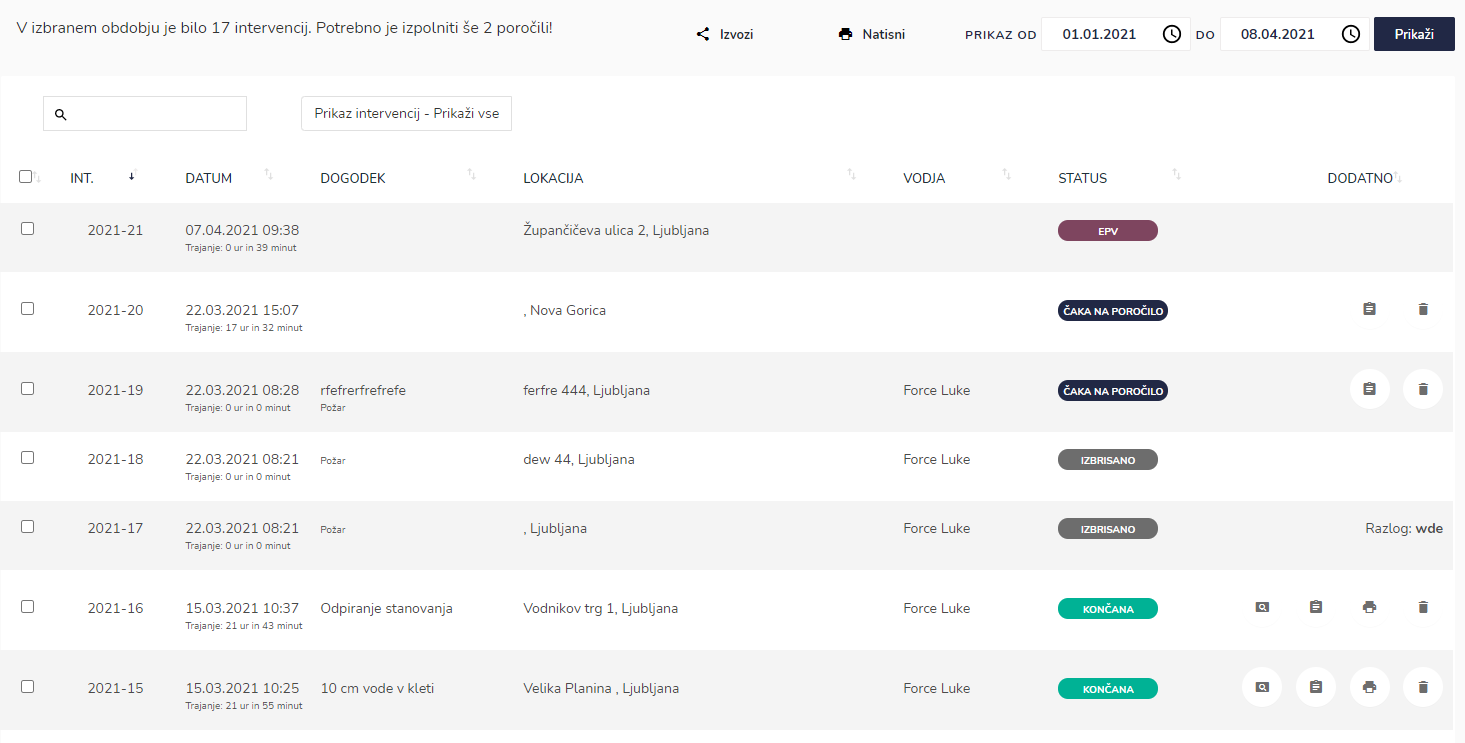 V izbranem obdobju je bilo 17 intervencij. Potrebno je izpolniti še 2 poročili!
Izvozi
Natisni
PRIKAZ OD 01.01.2021 DO 08.04.2021
Prikaži
Prikaz intervencij - Prikaži vse
INT. DATUM DOGODEK LOKACIJA VODJA STATUS DODATNO
2021-21 07.04.2021 09:38 Župančičeva ulica 2, Ljubljana EPV
Trajanje: 0 ur in 39 minut
2021-20 22.03.2021 15:07 , Nova Gorica ČAKA NA POROČILO
Trajanje: 17 ur in 32 minut
2021-19 22.03.2021 08:28 rfefrerfrefrefe ferfre 444, Ljubljana Force Luke ČAKA NA POROČILO
Trajanje: 0 ur in 0 minut Požar
2021-18 22.03.2021 08:21 Požar dew 44, Ljubljana Force Luke IZBRISANO
Trajanje: 0 ur in 0 minut
2021-17 22.03.2021 08:21 Požar , Ljubljana Force Luke IZBRISANO Razlog: wde
Trajanje: 0 ur in 0 minut
2021-16 15.03.2021 10:37 Odpiranje stanovanja Vodnikov trg 1, Ljubljana Force Luke KONČANA
Trajanje: 21 ur in 43 minut
2021-15 15.03.2021 10:25 10 cm vode v kleti Velika Planina , Ljubljana Force Luke KONČANA
Trajanje: 21 ur in 55 minut